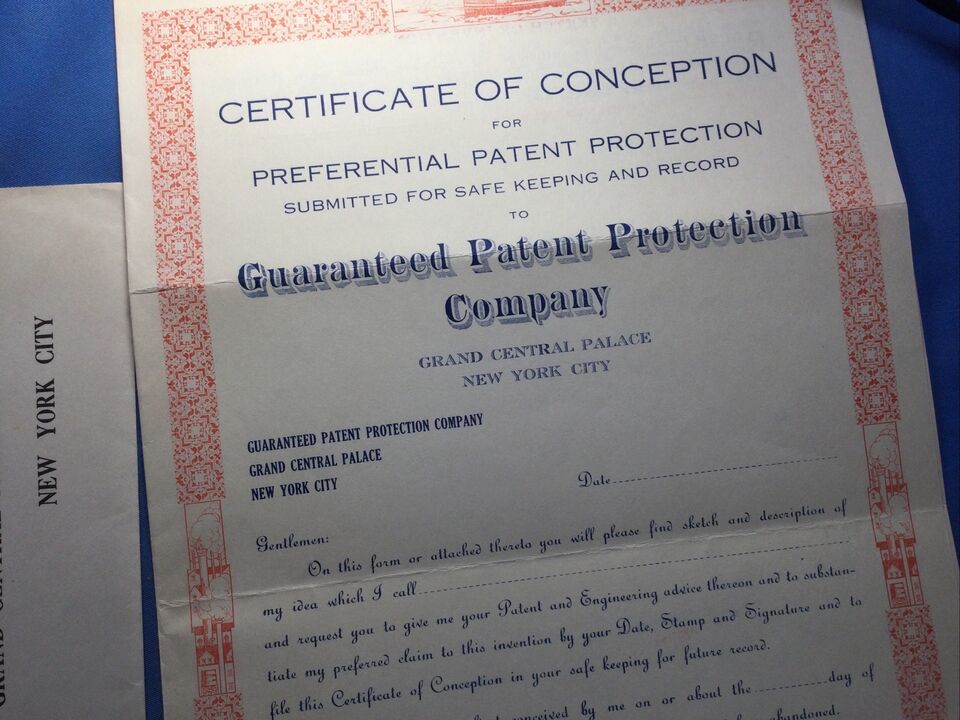 CERTIFICATE OF CONCEPTION
FOR
PREFERENTIAL PATENT PROTECTION
SUBMITTED FOR SAFE KEEPING AND RECORD
TO
Guaranteed Patent Protection
Company
GRAND CENTRAL PALACE
NEW YORK CITY
GUARANTEED PATENT PROTECTION COMPANY
GRAND CENTRAL PALACE
NEW YORK CITY
Date
Gentlemen:
On this form or attached thereto you will please find sketch and description of
my idea which I call
and request you to give me your Patent and Engineering advice thereon and to substan-
tiate my preferred claim to this invention by your Date, Stamp and Signature and to
file this Certificate of Conception in your safe keeping for future record.
conceived by me on or about the day of
abandoned.
NEW YORK CITY